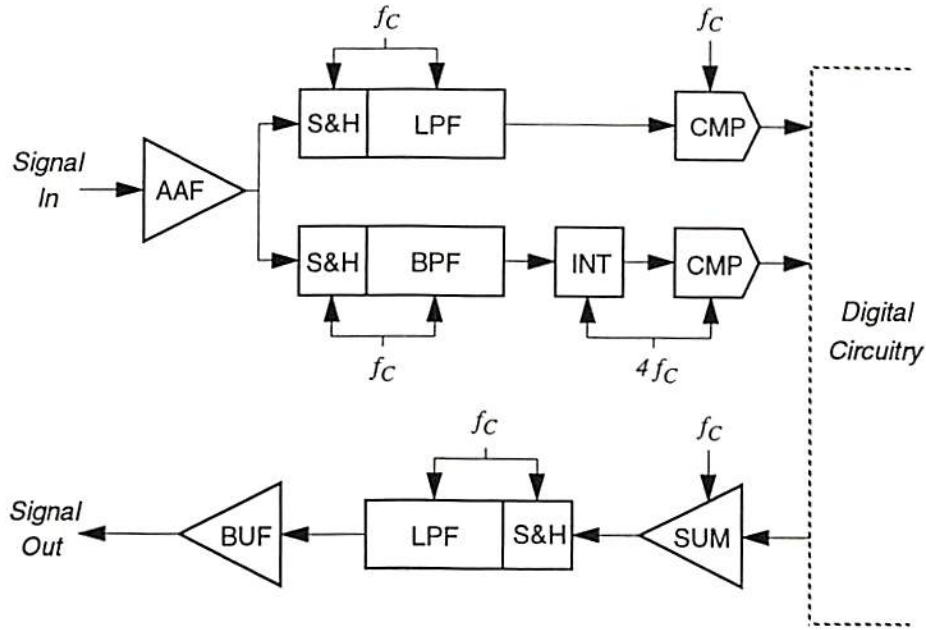 f_C
f_C
S&H LPF CMP
Signal
In
AAF
S&H BPF INT CMP
Digital
Circuitry
f_C
4 f_C
f_C
f_C
Signal
Out
BUF LPF S&H SUM